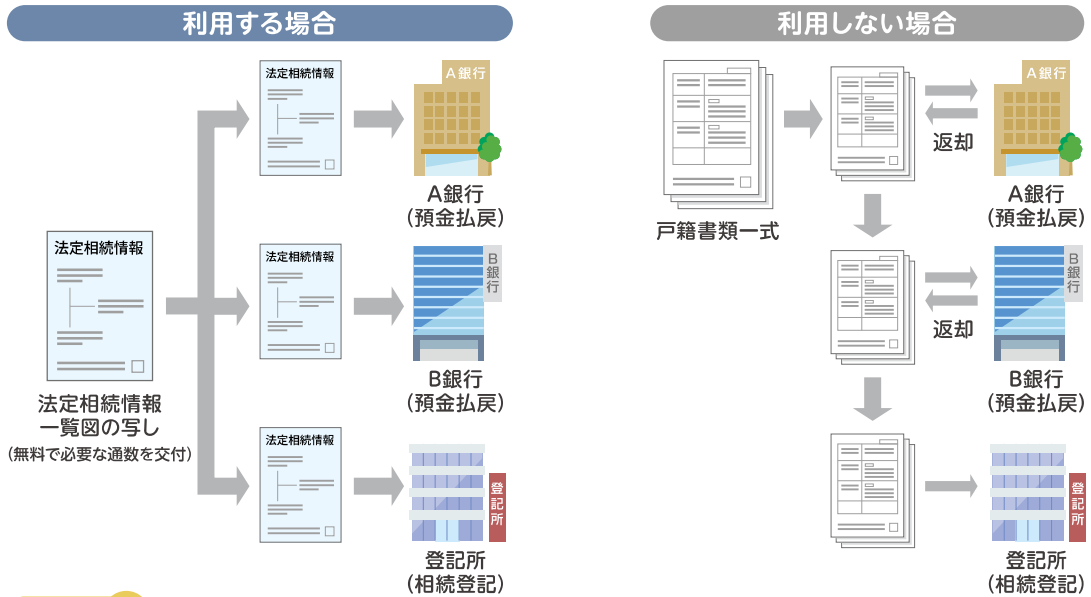 利用する場合
法定相続情報
一覧図の写し
(無料で必要な通数を交付)
法定相続情報
法定相続情報
A銀行
A銀行
(預金払戻)
法定相続情報
B銀行
B銀行
(預金払戻)
法定相続情報
登記所
登記所
(相続登記)
利用しない場合
戸籍書類一式
返却
A銀行
A銀行
(預金払戻)
返却
B銀行
B銀行
(預金払戻)
登記所
登記所
(相続登記)